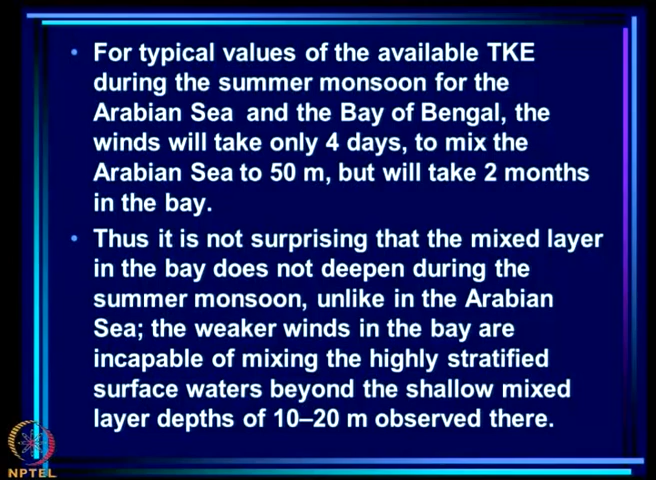 • For typical values of the available TKE
during the summer monsoon for the
Arabian Sea and the Bay of Bengal, the
winds will take only 4 days, to mix the
Arabian Sea to 50 m, but will take 2 months
in the bay.
• Thus it is not surprising that the mixed layer
in the bay does not deepen during the
summer monsoon, unlike in the Arabian
Sea; the weaker winds in the bay are
incapable of mixing the highly stratified
surface waters beyond the shallow mixed
layer depths of 10–20 m observed there.
NPTEL